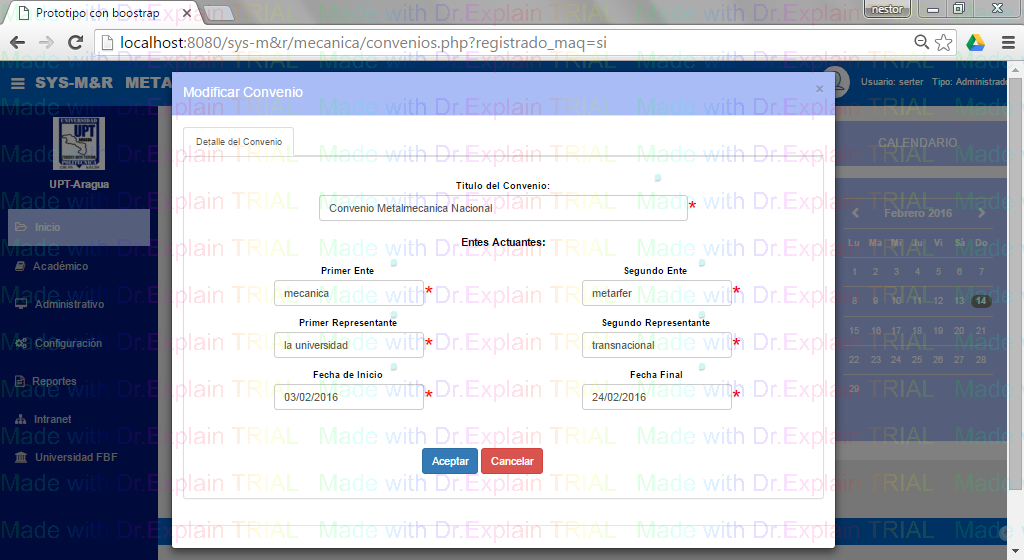 Prototipo con boostrap
nestor
localhost:8080/sys-m&r/mecanica/convenios.php?registrado_maq=si
SYS-M&R META
Usuario: serter Tipo: Administrado
UNIVERSIDAD
UPT
UPT-Aragua
Inicio
Académico
Administrativo
Configuración
Reportes
Intranet
Universidad FBF
Modificar Convenio
×
Detalle del Convenio
Titulo del Convenio:
Convenio Metalmecanica Nacional *
Entes Actuantes:
Primer Ente Segundo Ente
mecanica * metarfer *
Primer Representante Segundo Representante
la universidad * transnacional *
Fecha de Inicio Fecha Final
03/02/2016 * 24/02/2016 *
Aceptar Cancelar
CALENDARIO
Febrero 2016
Lu Ma Mi Ju Vi Sá Do
1 2 3 4 5 6 7
8 9 10 11 12 13 14
15 16 17 18 19 20 21
22 23 24 25 26 27 28
29
Made with Dr.Explain TRIAL